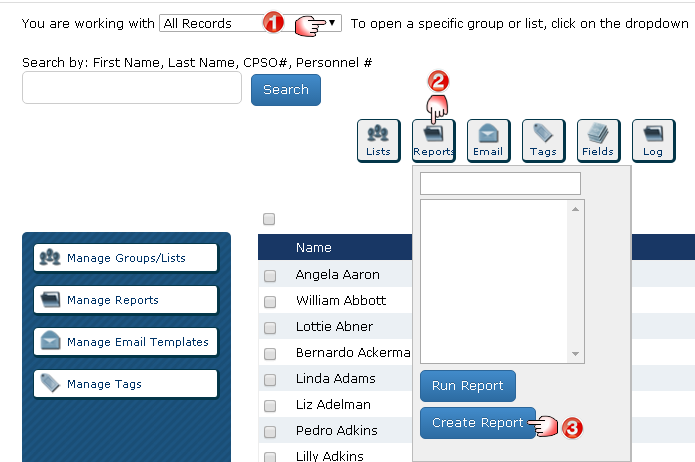 You are working with All Records 1 To open a specific group or list, click on the dropdown
Search by: First Name, Last Name, CPSO#, Personnel #
Search
2
Lists Reports Email Tags Fields Log
Name
Manage Groups/Lists
Angela Aaron
Manage Reports
William Abbott
Lottie Abner
Manage Email Templates
Bernardo Ackerma
Manage Tags
Linda Adams
Run Report
Liz Adelman
Create Report 3
Pedro Adkins
Lilly Adkins